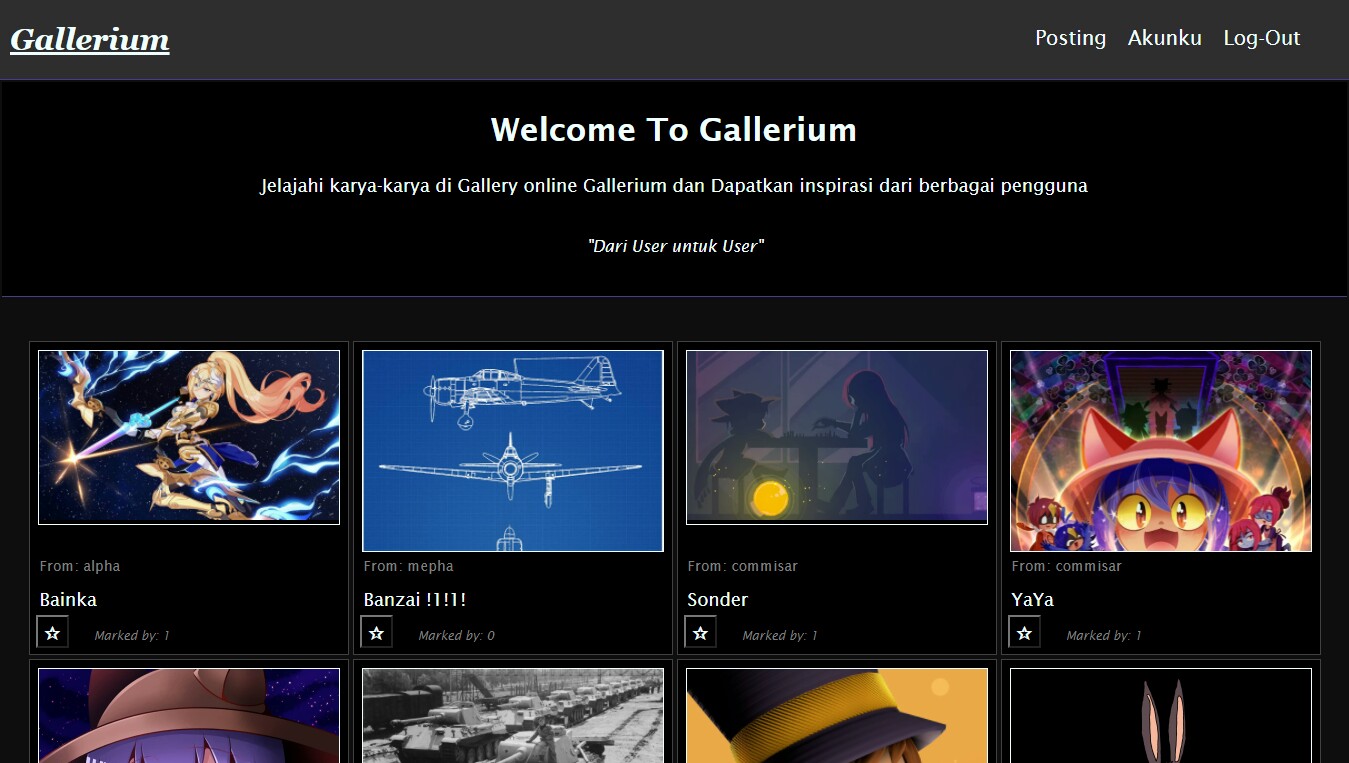 Gallerium
Posting Akunku Log-Out
Welcome To Gallerium
Jelajahi karya-karya di Gallery online Gallerium dan Dapatkan inspirasi dari berbagai pengguna
"Dari User untuk User"
From: alpha
Bainka
Marked by: 1
From: mepha
Banzai !1!1!
Marked by: 0
From: commisar
Sonder
Marked by: 1
From: commisar
YaYa
Marked by: 1